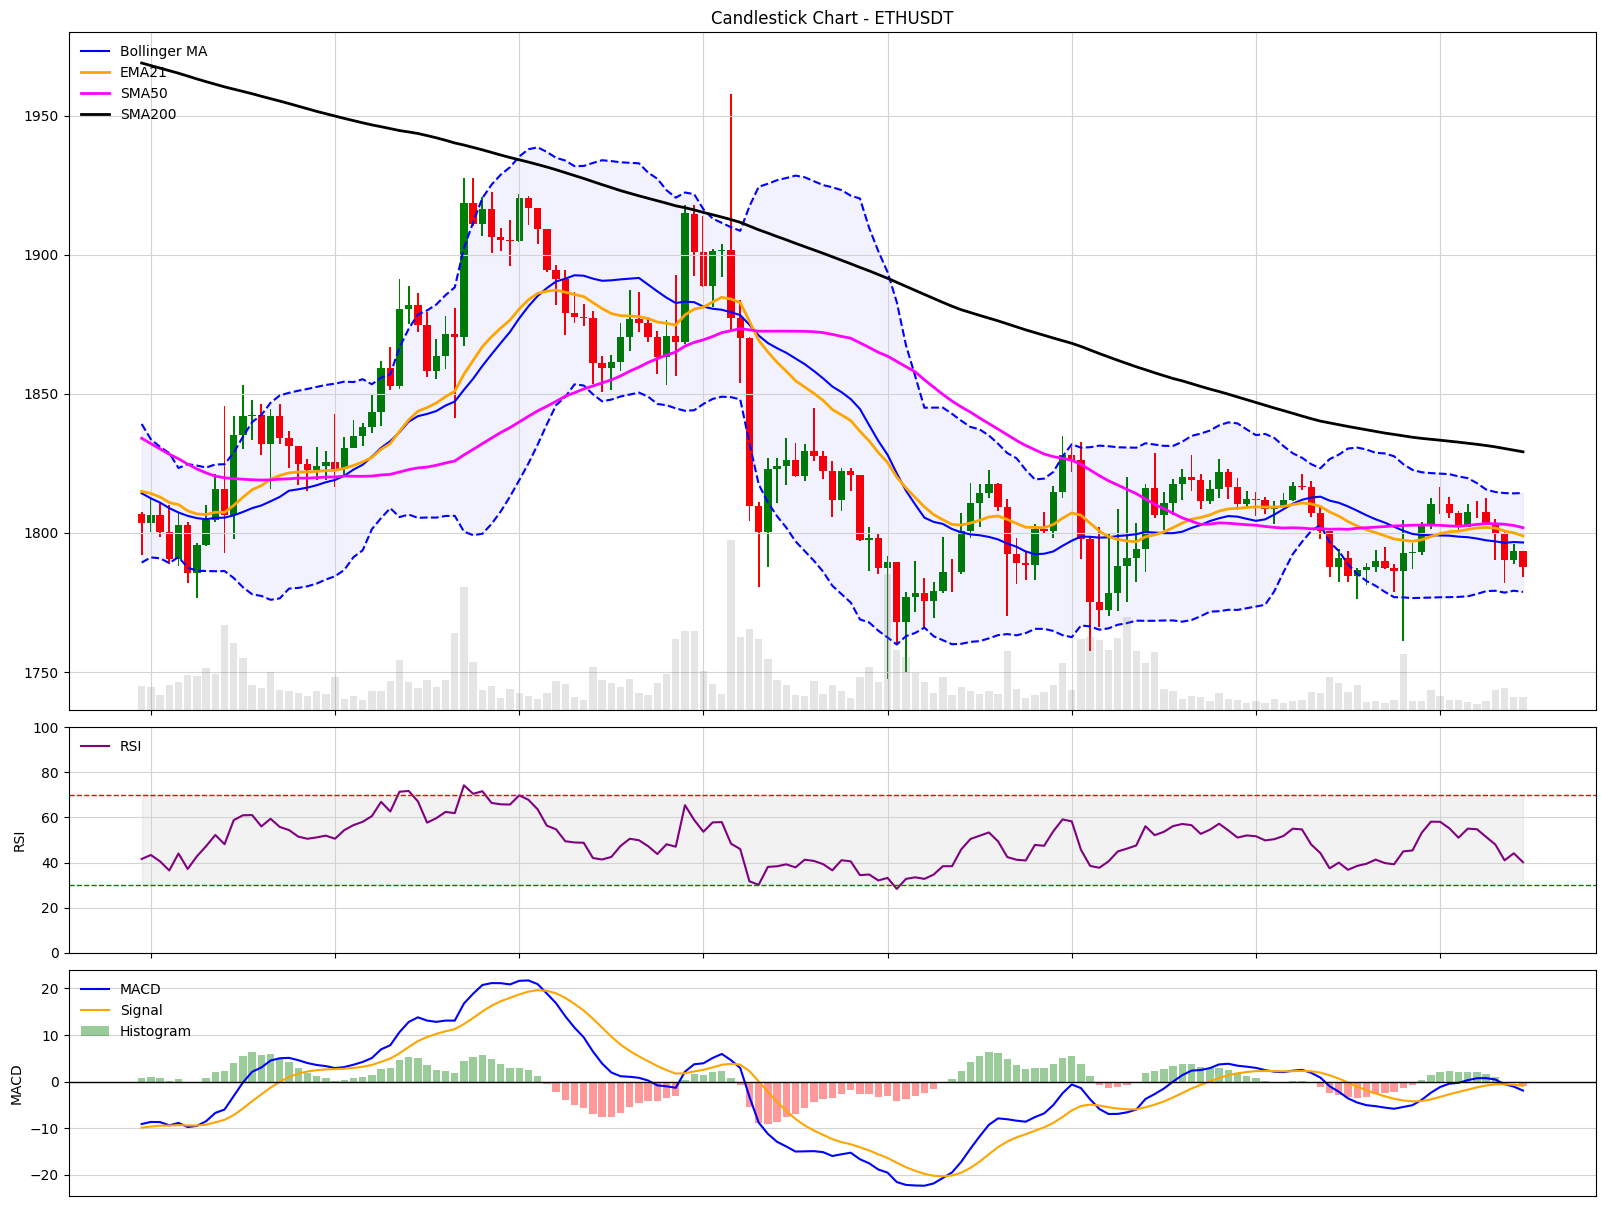 Candlestick Chart - ETHUSDT
Bollinger MA
EMA21
SMA50
SMA200
1950
1900
1850
1800
1750
RSI
100
80
60
40
20
0
RSI
MACD
Signal
Histogram
20
10
0
−10
−20
MACD